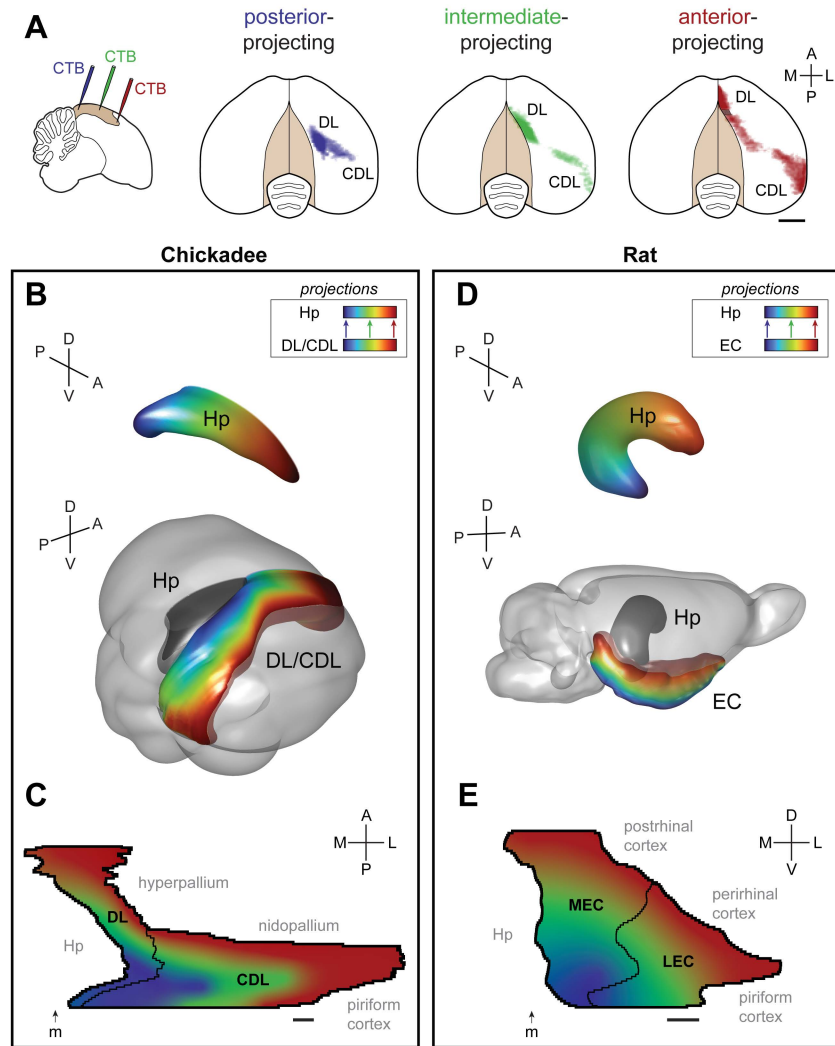 A
CTB
CTB
CTB
posterior-
projecting
DL
CDL
intermediate-
projecting
DL
CDL
anterior-
projecting
DL
CDL
A
M L
P
Chickadee
Rat
B
projections
Hp
DL/CDL
D
P
A
V
Hp
D
P
A
V
Hp
DL/CDL
D
projections
Hp
EC
D
P
A
V
Hp
D
P A
V
Hp
EC
C
A
M L
P
hyperpallium
DL
nidopallium
Hp
CDL
piriform
cortex
m
E
D
M L
V
postrhinal
cortex
MEC
perirhinal
cortex
Hp
LEC
piriform
cortex
m